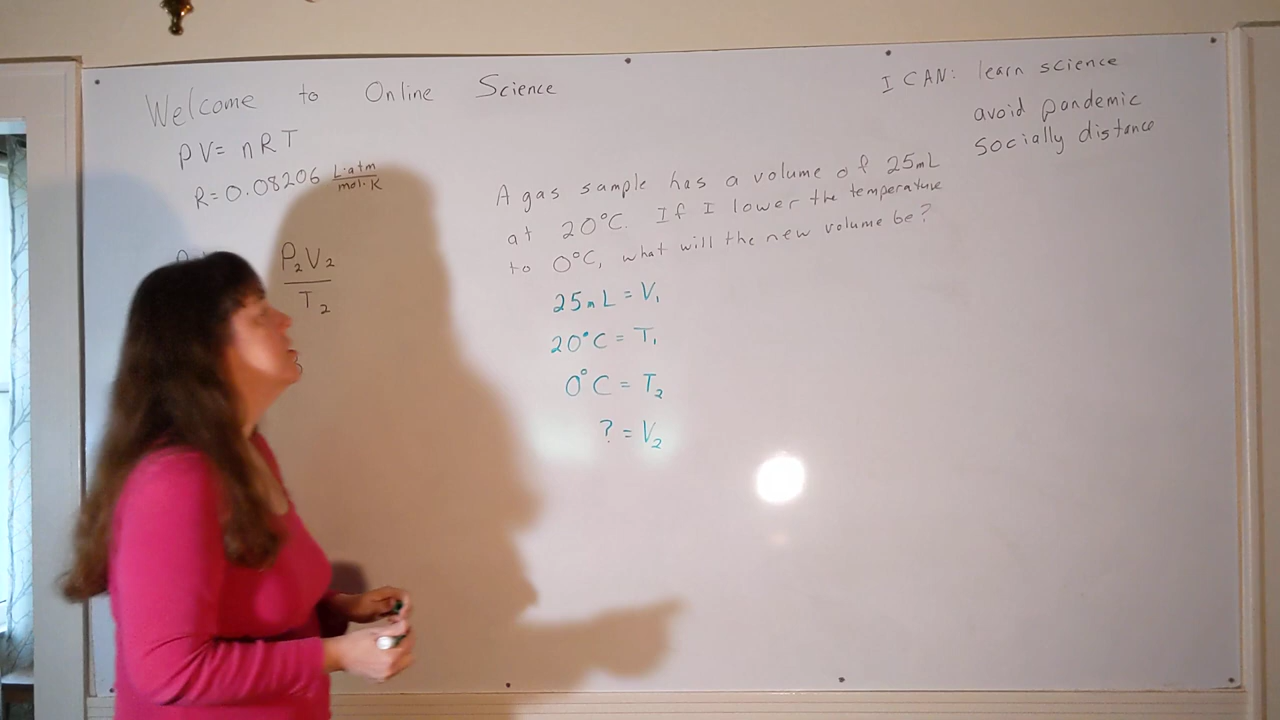 Welcome to Online Science
PV = nRT
R = 0.08206 L·atm
mol·K
P₂V₂
T₂
I CAN: learn science
avoid pandemic
socially distance
A gas sample has a volume of 25mL
at 20°C. If I lower the temperature
to 0°C, what will the new volume be?
25mL = V₁
20°C = T₁
0°C = T₂
? = V₂